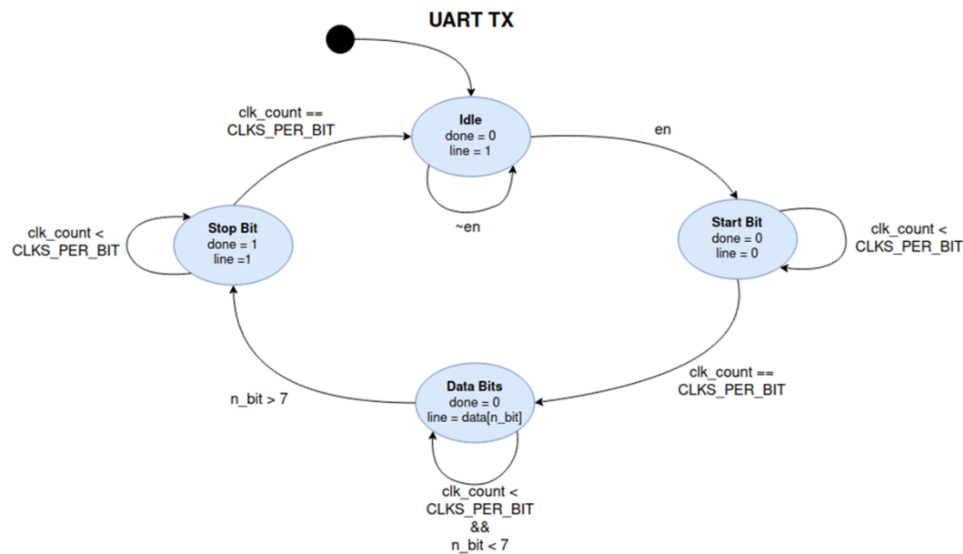 UART TX
clk_count ==
CLKS_PER_BIT
Idle
done = 0
line = 1
en
~en
clk_count <
CLKS_PER_BIT
Stop Bit
done = 1
line =1
Start Bit
done = 0
line = 0
clk_count <
CLKS_PER_BIT
clk_count ==
CLKS_PER_BIT
n_bit > 7
Data Bits
done = 0
line = data[n_bit]
clk_count <
CLKS_PER_BIT
&&
n_bit < 7